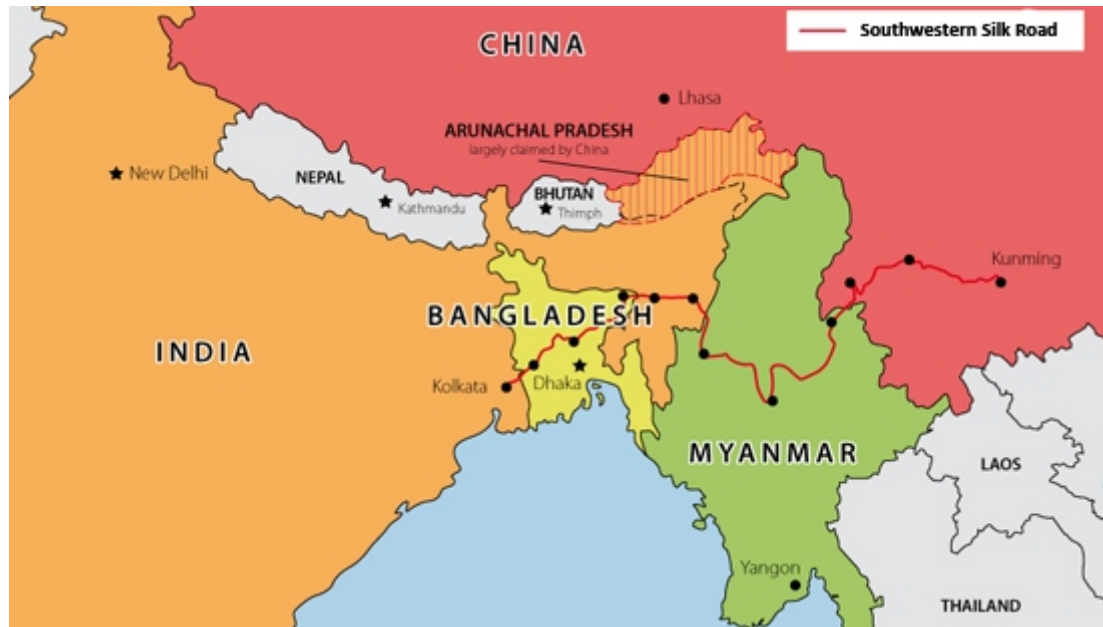 Southwestern Silk Road
CHINA
Lhasa
ARUNACHAL PRADESH
largely claimed by China
New Delhi
NEPAL
Kathmandu
BHUTAN
Thimph
Kunming
BANGLADESH
INDIA
Kolkata
Dhaka
MYANMAR
LAOS
Yangon
THAILAND